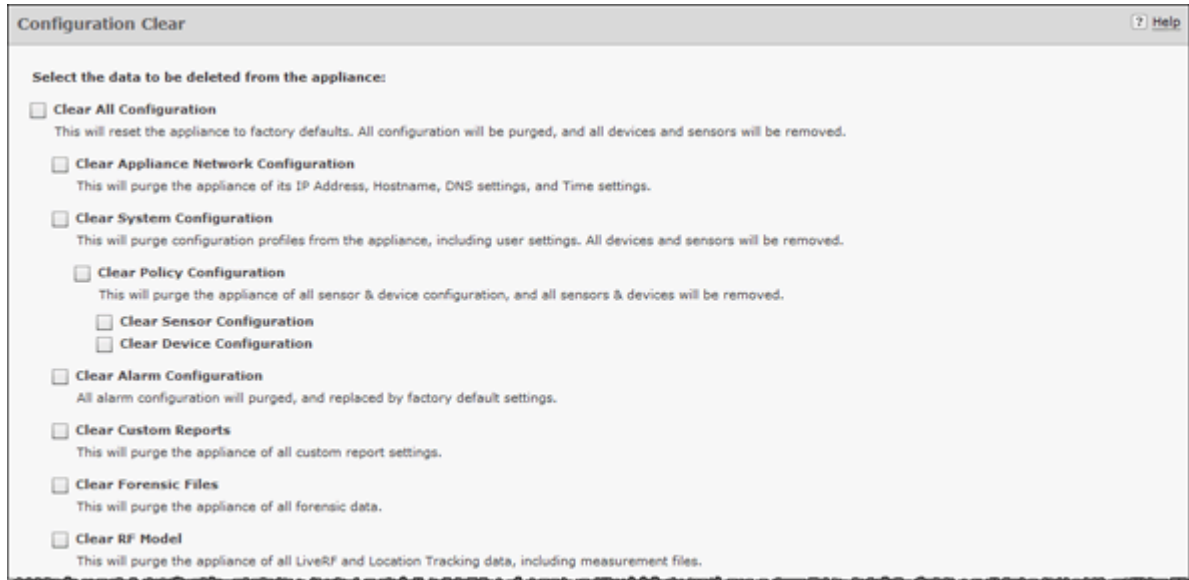 Configuration Clear
? Help
Select the data to be deleted from the appliance:
Clear All Configuration
This will reset the appliance to factory defaults. All configuration will be purged, and all devices and sensors will be removed.
Clear Appliance Network Configuration
This will purge the appliance of its IP Address, Hostname, DNS settings, and Time settings.
Clear System Configuration
This will purge configuration profiles from the appliance, including user settings. All devices and sensors will be removed.
Clear Policy Configuration
This will purge the appliance of all sensor & device configuration, and all sensors & devices will be removed.
Clear Sensor Configuration
Clear Device Configuration
Clear Alarm Configuration
All alarm configuration will purged, and replaced by factory default settings.
Clear Custom Reports
This will purge the appliance of all custom report settings.
Clear Forensic Files
This will purge the appliance of all forensic data.
Clear RF Model
This will purge the appliance of all LiveRF and Location Tracking data, including measurement files.